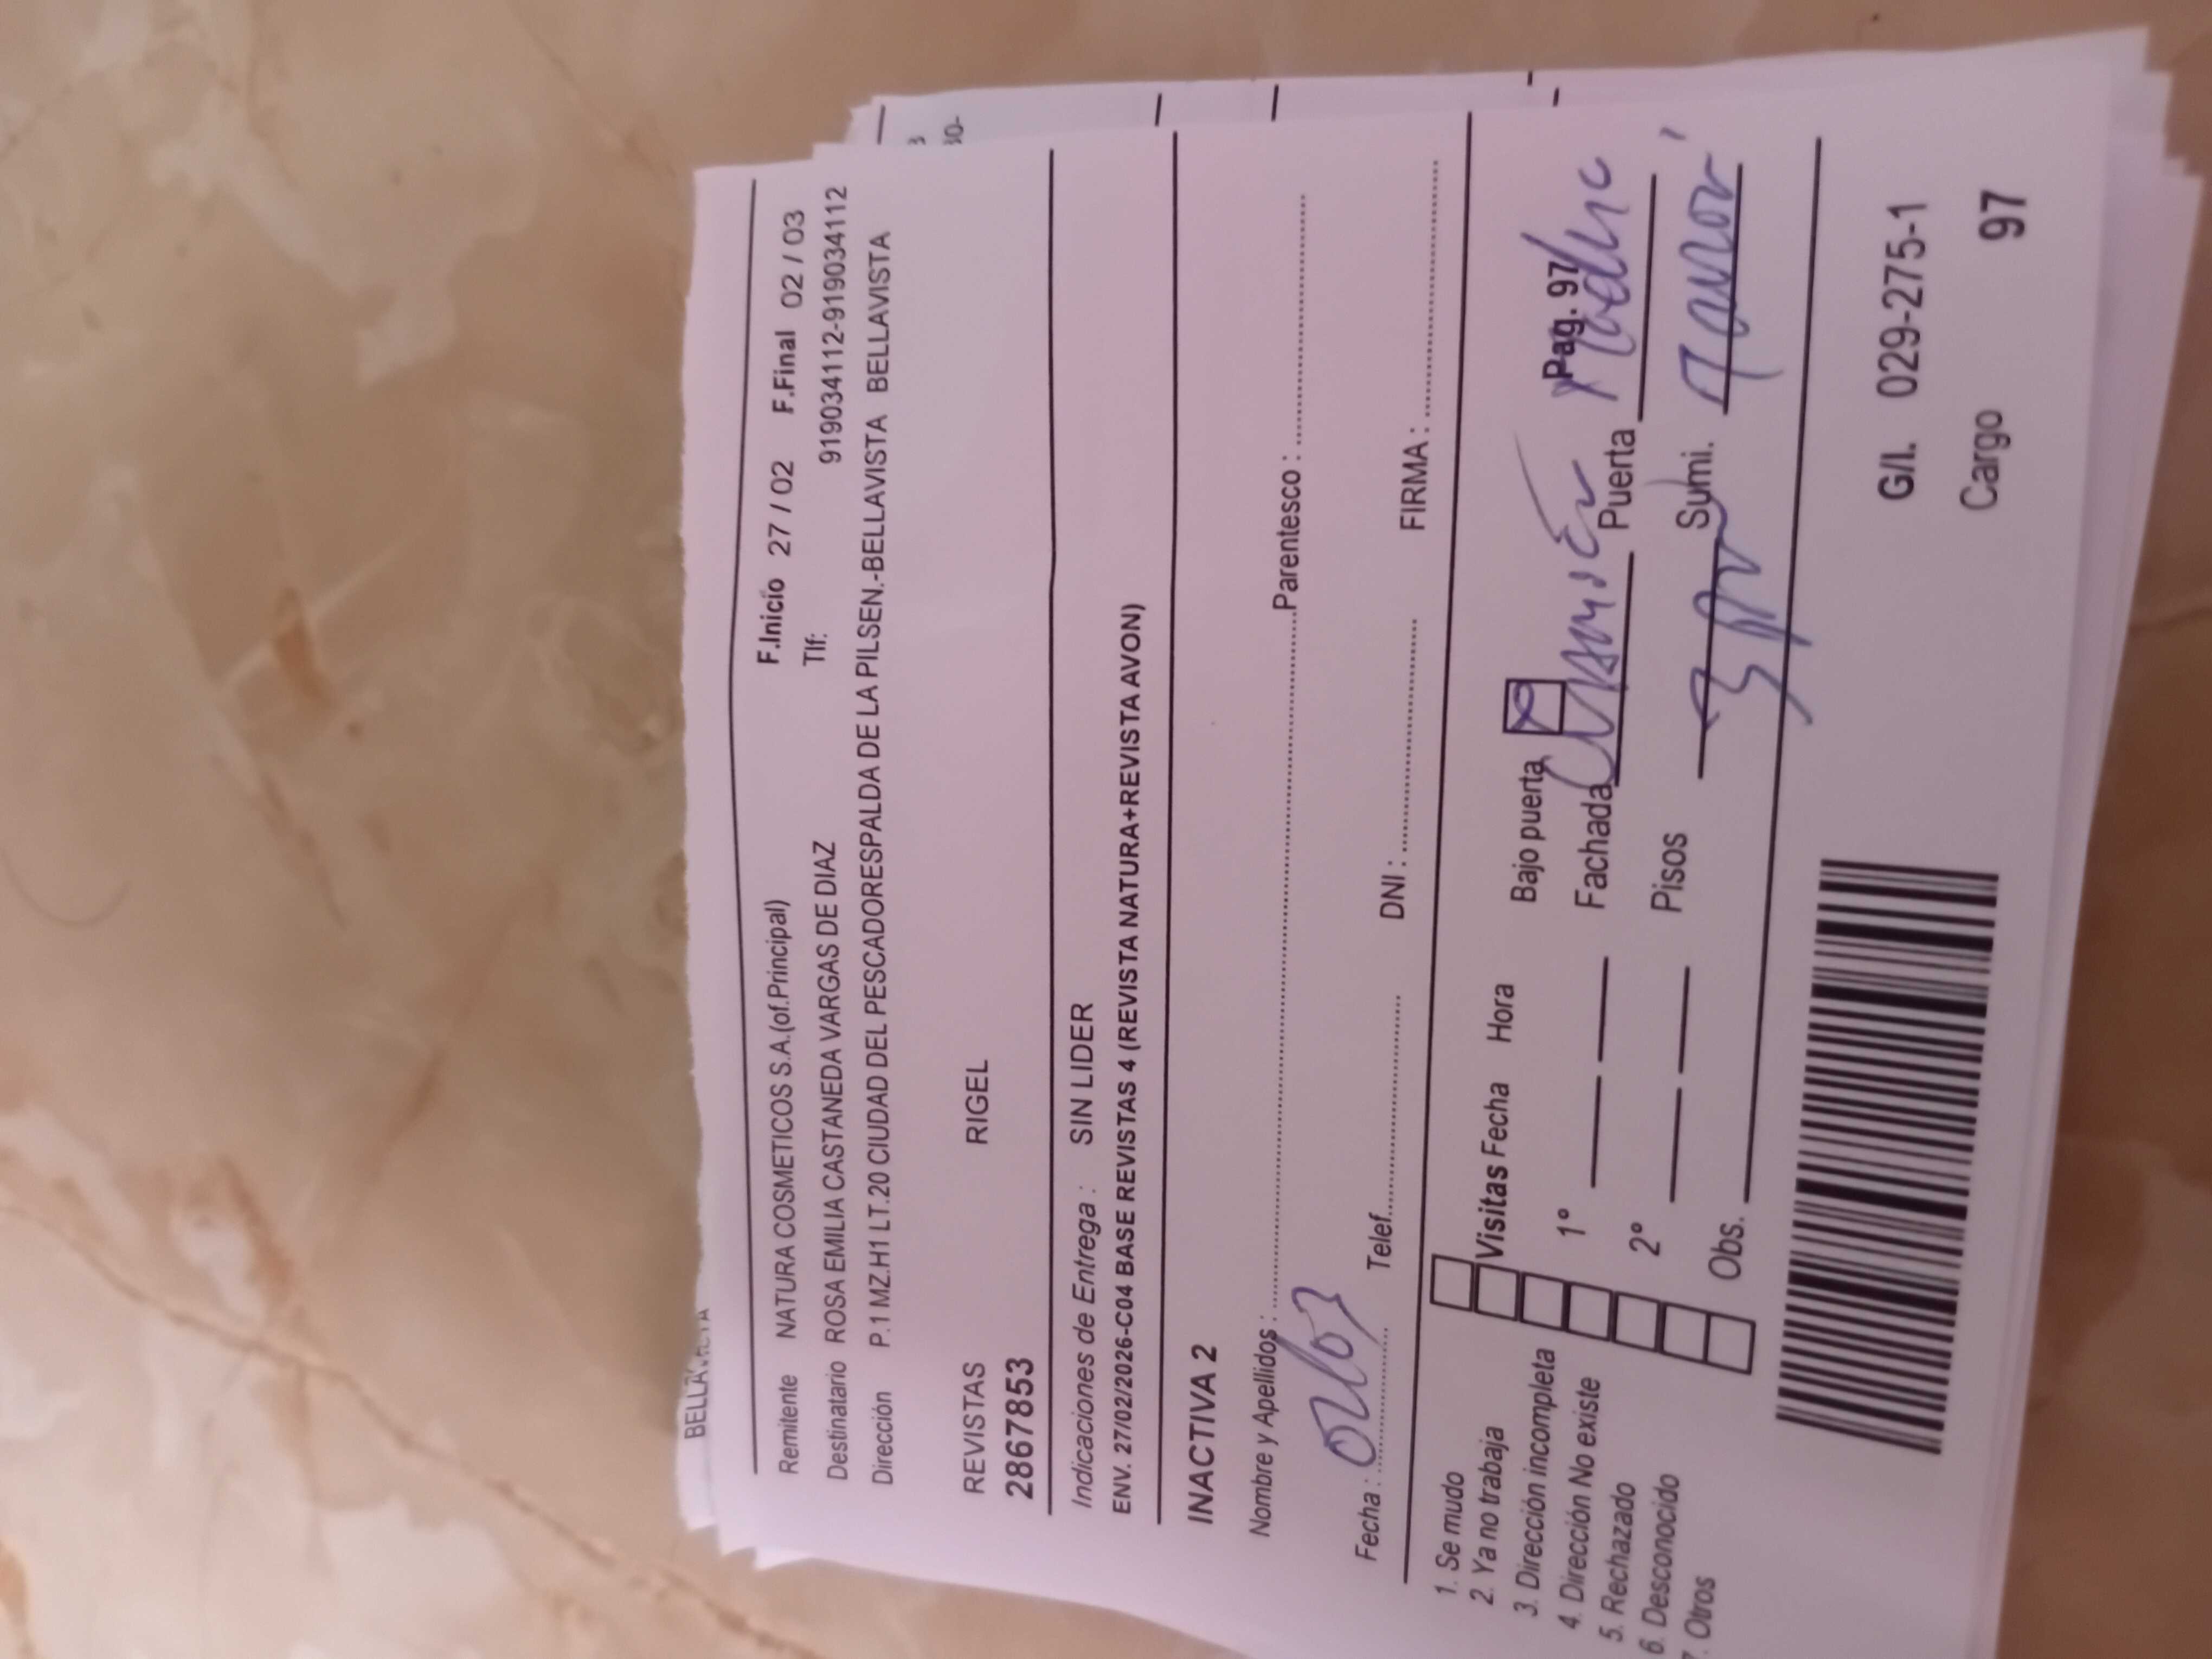 BELLAVISTA
F.Inicio 27 / 02 F.Final 02 / 03
Remitente NATURA COSMETICOS S.A.(of.Principal) Tlf: 919034112-919034112
Destinatario ROSA EMILIA CASTANEDA VARGAS DE DIAZ
Dirección P.1 MZ.H1 LT.20 CIUDAD DEL PESCADORESPALDA DE LA PILSEN.-BELLAVISTA BELLAVISTA
REVISTAS RIGEL
2867853
Indicaciones de Entrega : SIN LIDER
ENV. 27/02/2026-C04 BASE REVISTAS 4 (REVISTA NATURA+REVISTA AVON)
INACTIVA 2
Nombre y Apellidos : Parentesco :
Fecha : 02/03 Telef. DNI : FIRMA :
Pag. 97
1. Se mudo
2. Ya no trabaja
3. Dirección incompleta
4. Dirección No existe
5. Rechazado
6. Desconocido
7. Otros
Visitas Fecha Hora Bajo puerta
1° Fachada Puerta
2° Pisos 3 Sumi.
Obs.
G/I. 029-275-1
Cargo 97